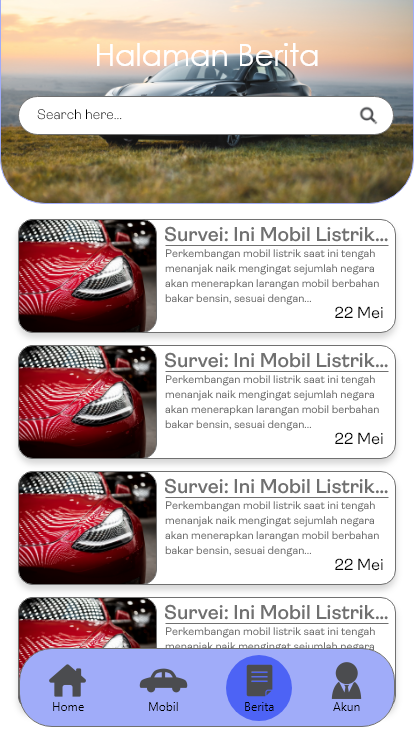 Halaman Berita
Search here...
Survei: Ini Mobil Listrik...
Perkembangan mobil listrik saat ini tengah
menanjak naik mengingat sejumlah negara
akan menerapkan larangan mobil berbahan
bakar bensin, sesuai dengan...
22 Mei
Survei: Ini Mobil Listrik...
Perkembangan mobil listrik saat ini tengah
menanjak naik mengingat sejumlah negara
akan menerapkan larangan mobil berbahan
bakar bensin, sesuai dengan...
22 Mei
Survei: Ini Mobil Listrik...
Perkembangan mobil listrik saat ini tengah
menanjak naik mengingat sejumlah negara
akan menerapkan larangan mobil berbahan
bakar bensin, sesuai dengan...
22 Mei
Survei: Ini Mobil Listrik...
Perkembangan mobil listrik saat ini tengah
menanjak naik mengingat sejumlah negara
Home
Mobil
Berita
Akun